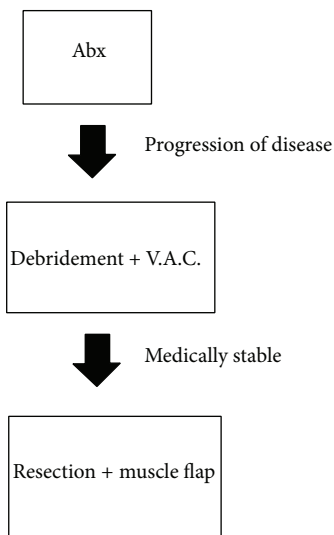 Abx
Progression of disease
Debridement + V.A.C.
Medically stable
Resection + muscle flap